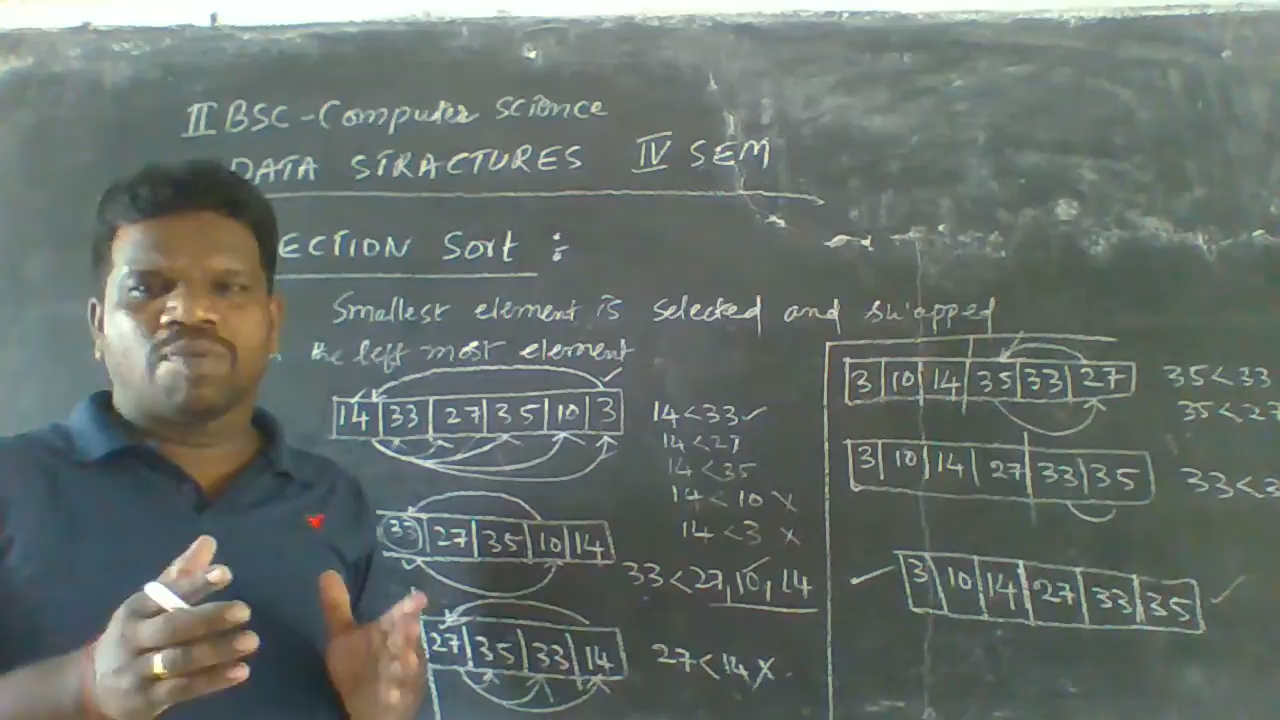 II BSC-Computer Science
DATA STRACTURES IV SEM
ECTION Sort :
Smallest element is selected and swapped
the left most element
14 33 27 35 10 3
14<33 ✓
14<27
14<35
14<10 X
14<3 X
33 27 35 10 14
33<27,10,14
27 35 33 14
27<14 X
3 10 14 35 33 27
35<33
35<27
3 10 14 27 33 35
33<3
✓ 3 10 14 27 33 35 ✓